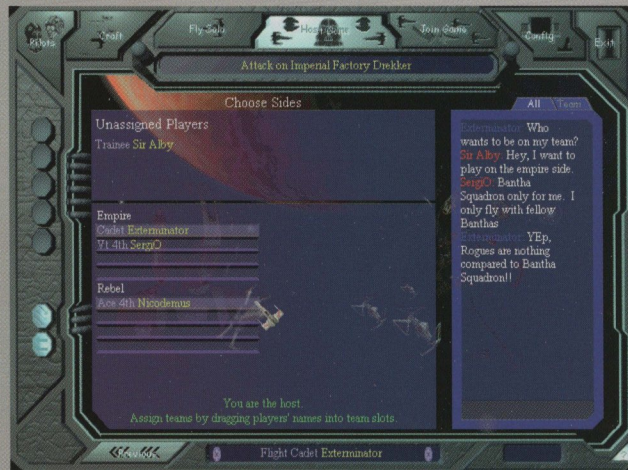 Pilots
Craft
Fly Solo
Host Game
Join Game
Config
Exit
Attack on Imperial Factory Drekker
Choose Sides
Unassigned Players
Trainee Sir Alby
Empire
Cadet Exterminator
Vt 4th SergiO
Rebel
Ace 4th Nicodemus
You are the host.
Assign teams by dragging players' names into team slots.
All
Team
Exterminator: Who
wants to be on my team?
Sir Alby: Hey, I want to
play on the empire side.
SergiO: Bantha
Squadron only for me. I
only fly with fellow
Banthas
Exterminator: YEp,
Rogues are nothing
compared to Bantha
Squadron!!
Previous
Flight Cadet Exterminator